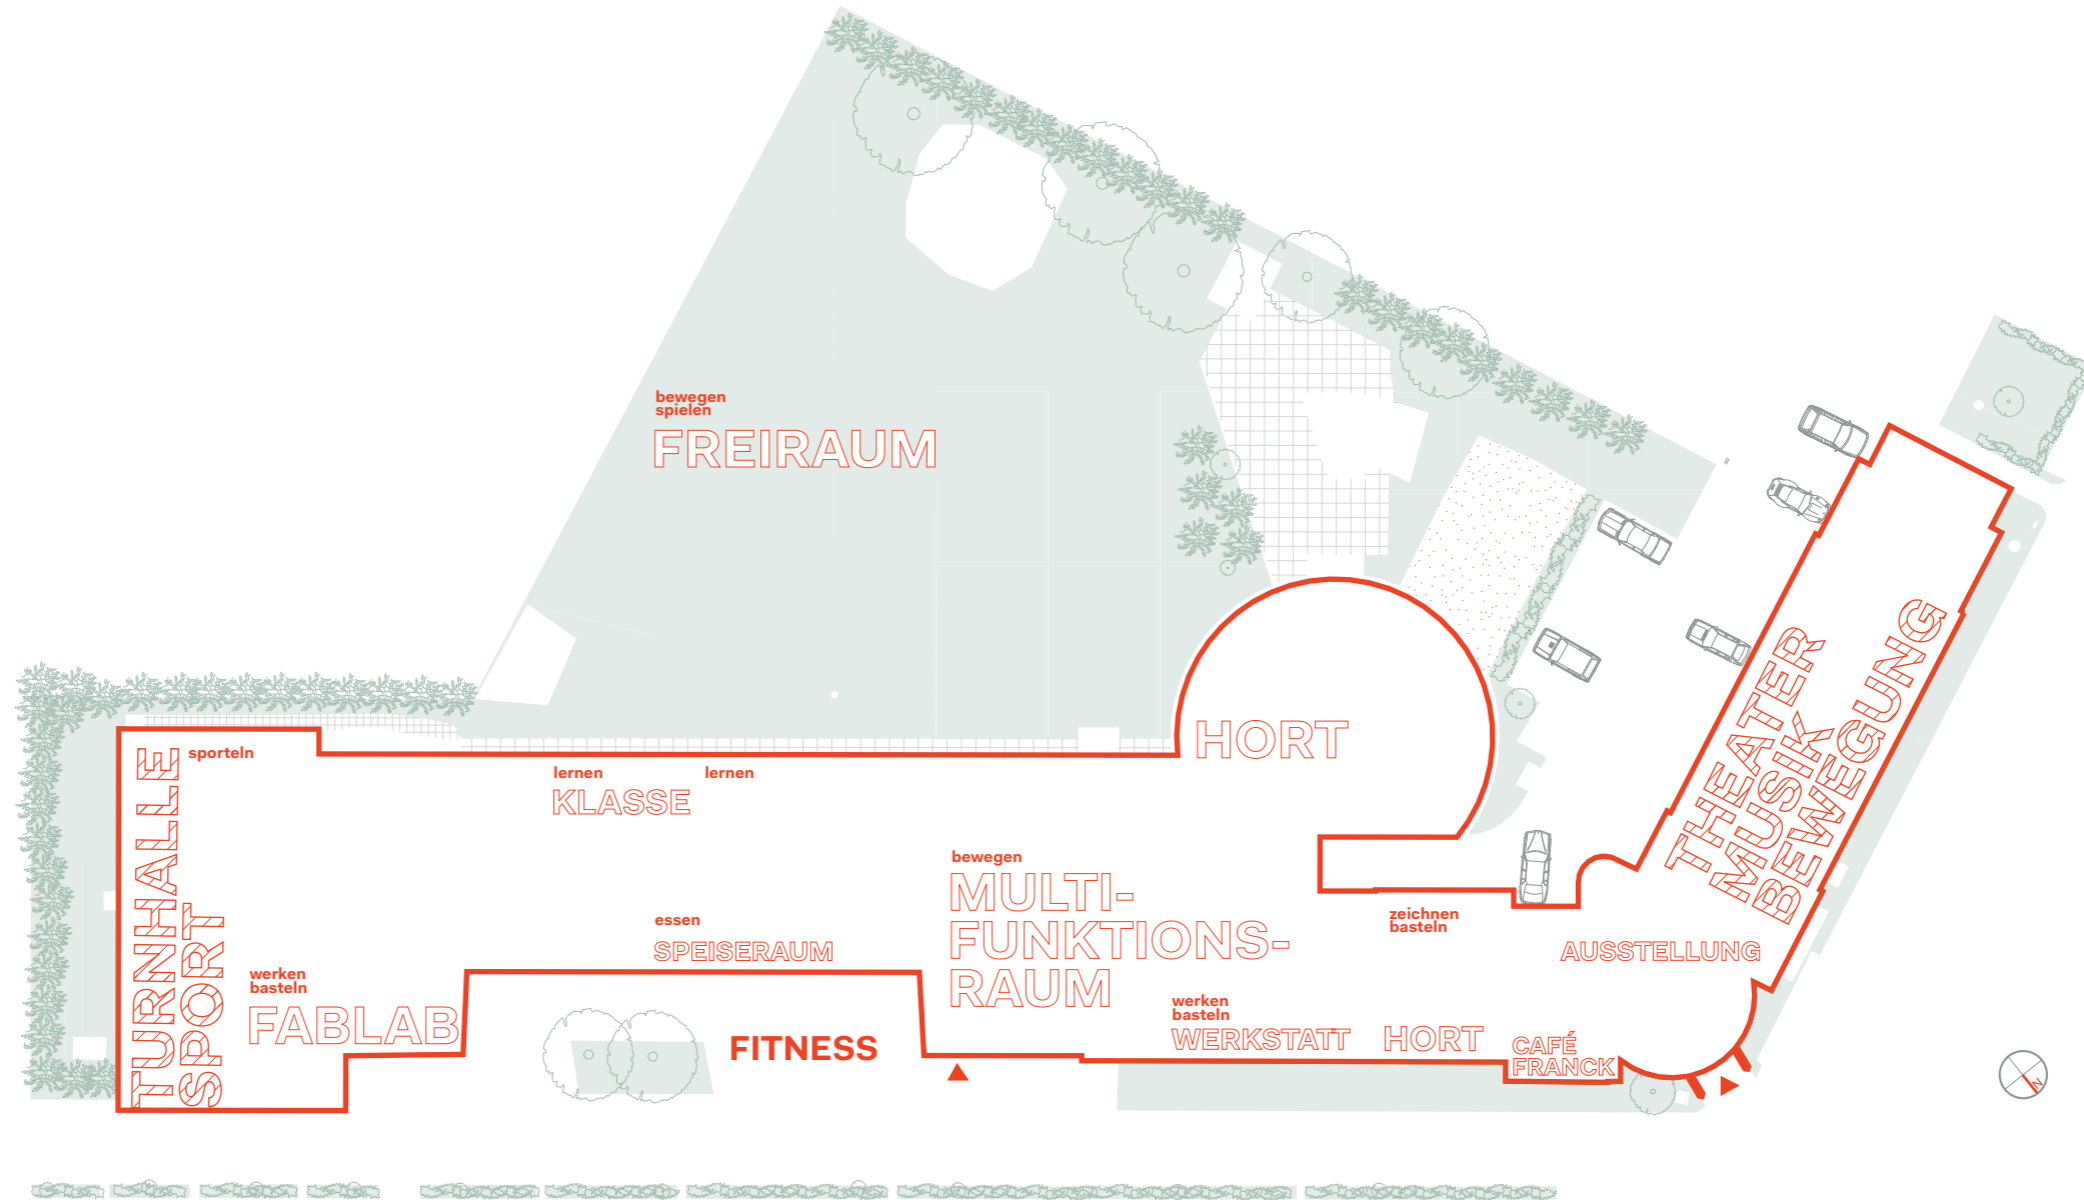 bewegen
spielen
FREIRAUM
sporteln
TURNHALLE
SPORT
lernen
KLASSE
lernen
HORT
THEATER
MUSIK
BEWEGUNG
bewegen
MULTI-
FUNKTIONS-
RAUM
essen
SPEISERAUM
zeichnen
basteln
AUSSTELLUNG
werken
basteln
FABLAB
FITNESS
werken
basteln
WERKSTATT
HORT
CAFÉ
FRANCK
N